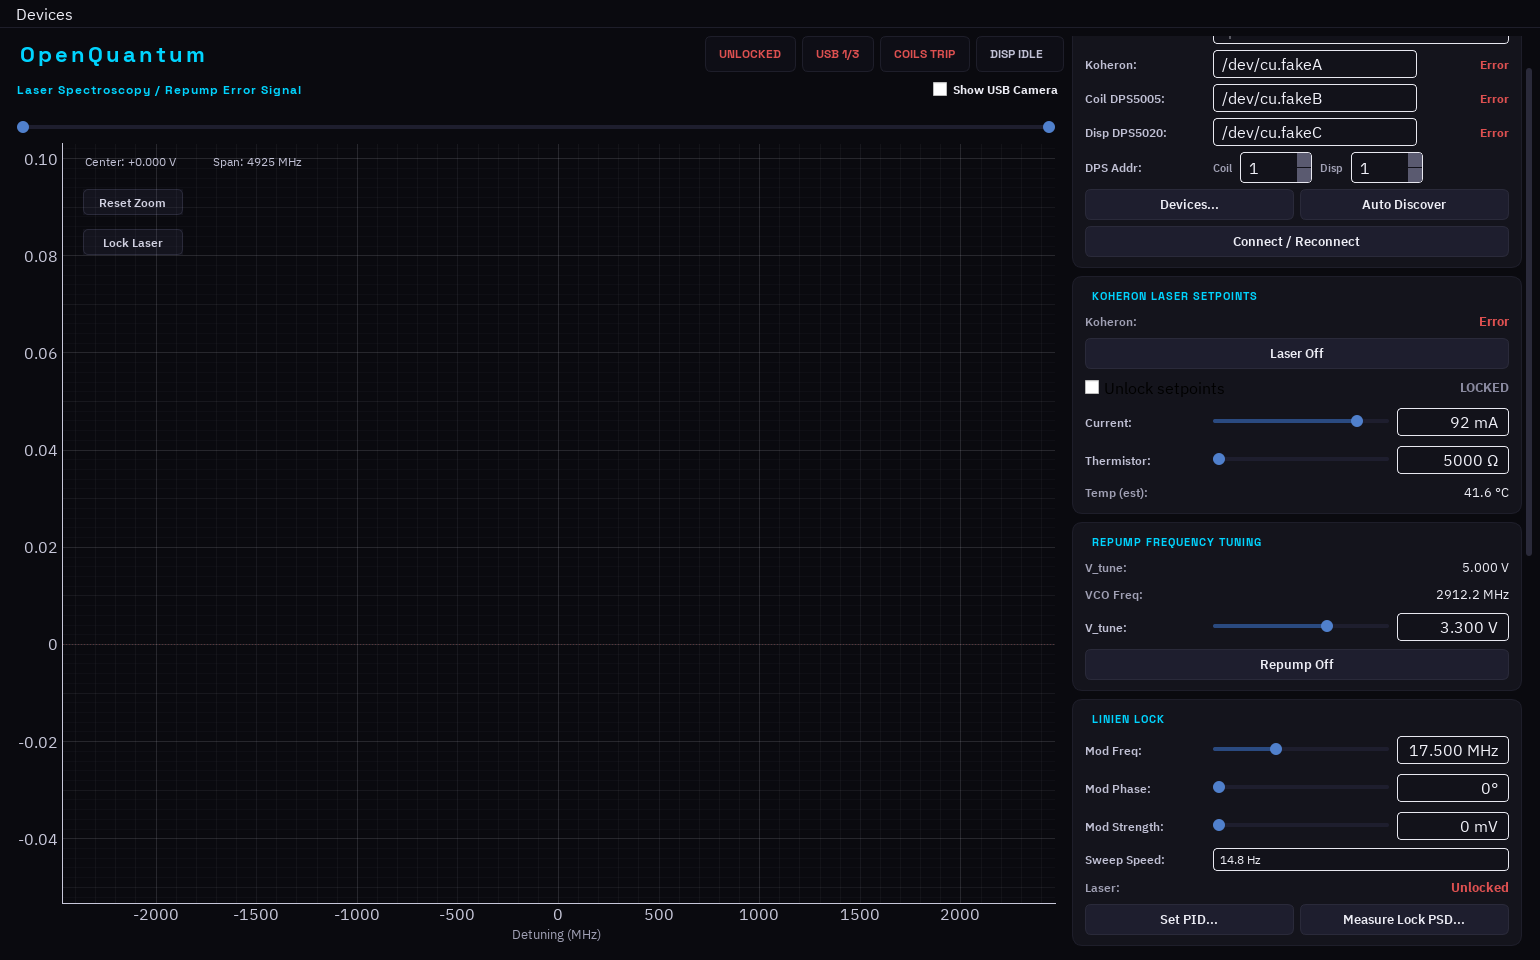 Devices
OpenQuantum
UNLOCKED
USB 1/3
COILS TRIP
DISP IDLE
Laser Spectroscopy / Repump Error Signal
Show USB Camera
Center: +0.000 V
Span: 4925 MHz
Reset Zoom
Lock Laser
0.10
0.08
0.06
0.04
0.02
0
-0.02
-0.04
-2000
-1500
-1000
-500
0
500
1000
1500
2000
Detuning (MHz)
Koheron: /dev/cu.fakeA Error
Coil DPS5005: /dev/cu.fakeB Error
Disp DPS5020: /dev/cu.fakeC Error
DPS Addr: Coil 1 Disp 1
Devices... Auto Discover
Connect / Reconnect
KOHERON LASER SETPOINTS
Koheron: Error
Laser Off
Unlock setpoints LOCKED
Current: 92 mA
Thermistor: 5000 Ω
Temp (est): 41.6 °C
REPUMP FREQUENCY TUNING
V_tune: 5.000 V
VCO Freq: 2912.2 MHz
V_tune: 3.300 V
Repump Off
LINIEN LOCK
Mod Freq: 17.500 MHz
Mod Phase: 0°
Mod Strength: 0 mV
Sweep Speed: 14.8 Hz
Laser: Unlocked
Set PID... Measure Lock PSD...